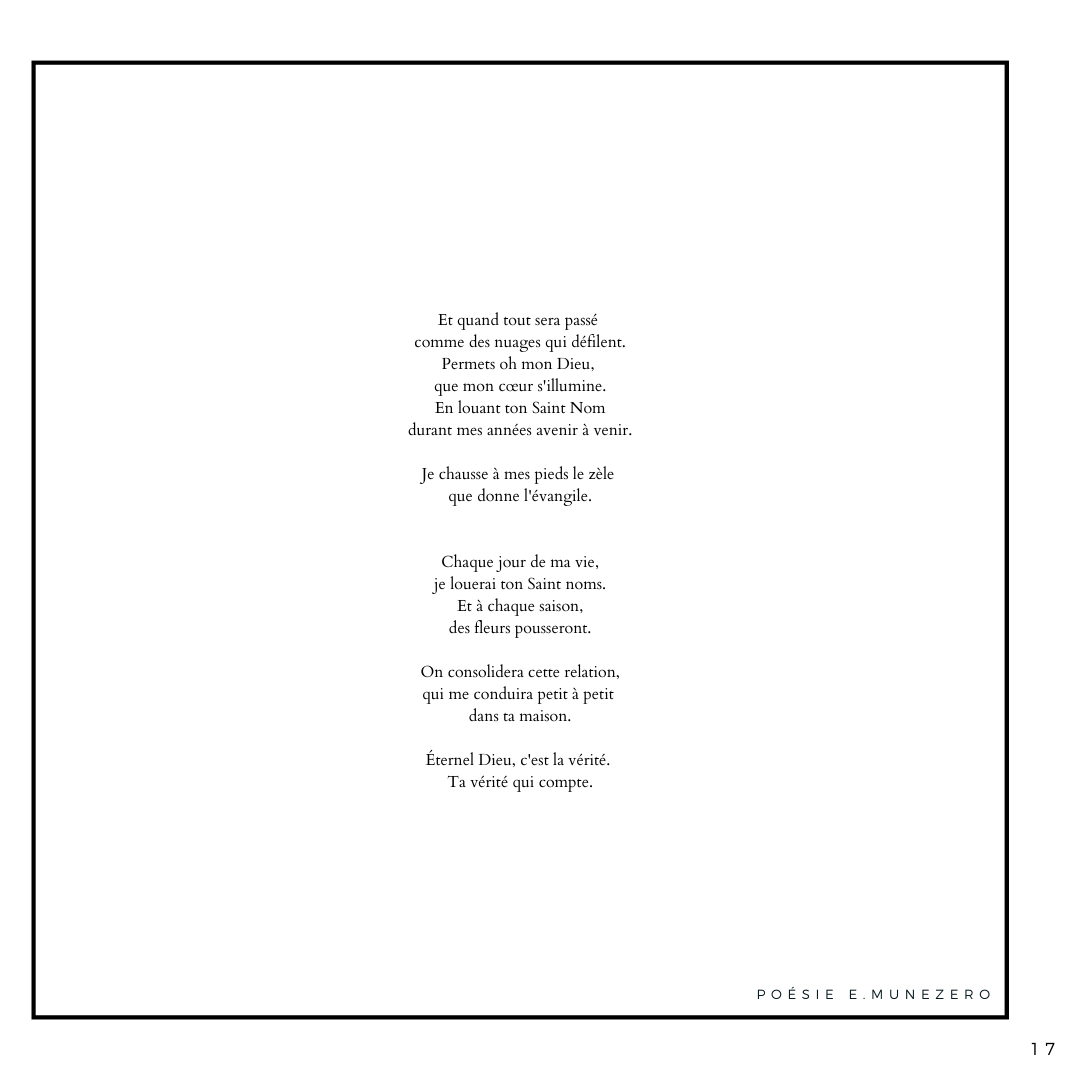 Et quand tout sera passé
comme des nuages qui défilent.
Permets oh mon Dieu,
que mon cœur s'illumine.
En louant ton Saint Nom
durant mes années avenir à venir.
Je chausse à mes pieds le zèle
que donne l'évangile.
Chaque jour de ma vie,
je louerai ton Saint noms.
Et à chaque saison,
des fleurs pousseront.
On consolidera cette relation,
qui me conduira petit à petit
dans ta maison.
Éternel Dieu, c'est la vérité.
Ta vérité qui compte.
POÉSIE E.MUNEZERO
17